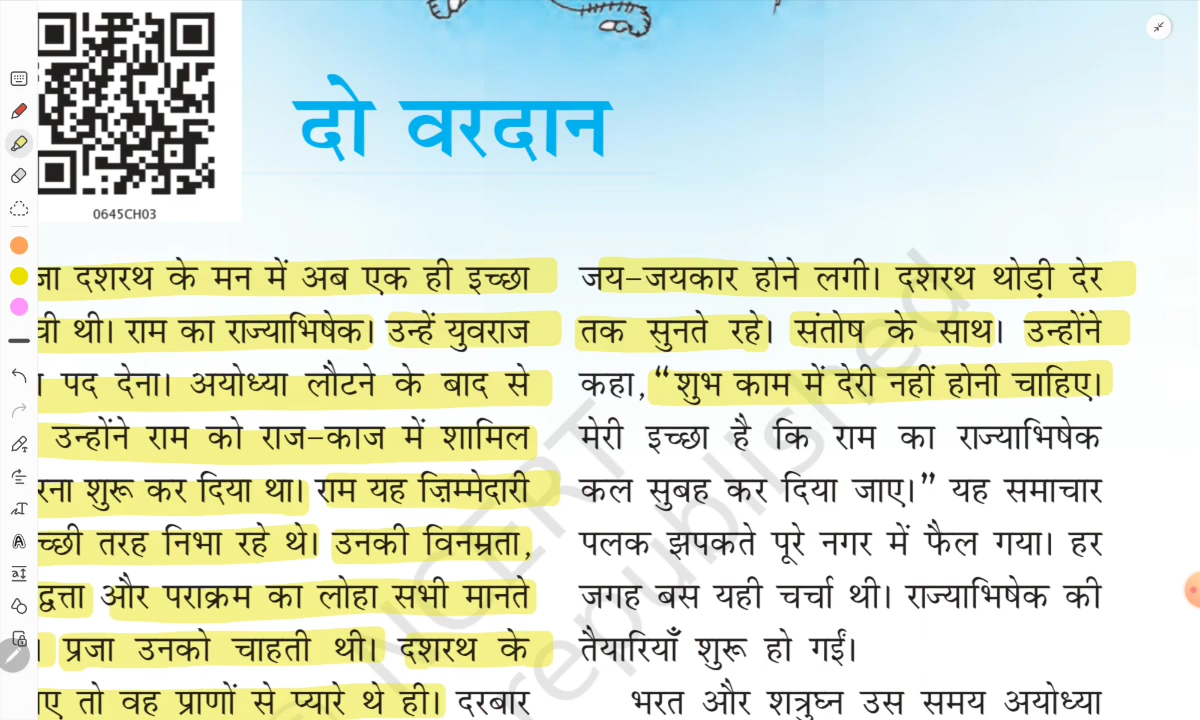 0645CH03
दो वरदान
दशरथ के मन में अब एक ही इच्छा
थी। राम का राज्याभिषेक। उन्हें युवराज
पद देना। अयोध्या लौटने के बाद से
उन्होंने राम को राज-काज में शामिल
शुरू कर दिया था। राम यह ज़िम्मेदारी
तरह निभा रहे थे। उनकी विनम्रता,
और पराक्रम का लोहा सभी मानते
। प्रजा उनको चाहती थी। दशरथ के
तो वह प्राणों से प्यारे थे ही। दरबार
जय-जयकार होने लगी। दशरथ थोड़ी देर
तक सुनते रहे। संतोष के साथ। उन्होंने
कहा, “शुभ काम में देरी नहीं होनी चाहिए।
मेरी इच्छा है कि राम का राज्याभिषेक
कल सुबह कर दिया जाए।” यह समाचार
पलक झपकते पूरे नगर में फैल गया। हर
जगह बस यही चर्चा थी। राज्याभिषेक की
तैयारियाँ शुरू हो गईं।
भरत और शत्रुघ्न उस समय अयोध्या
NCERT
republished